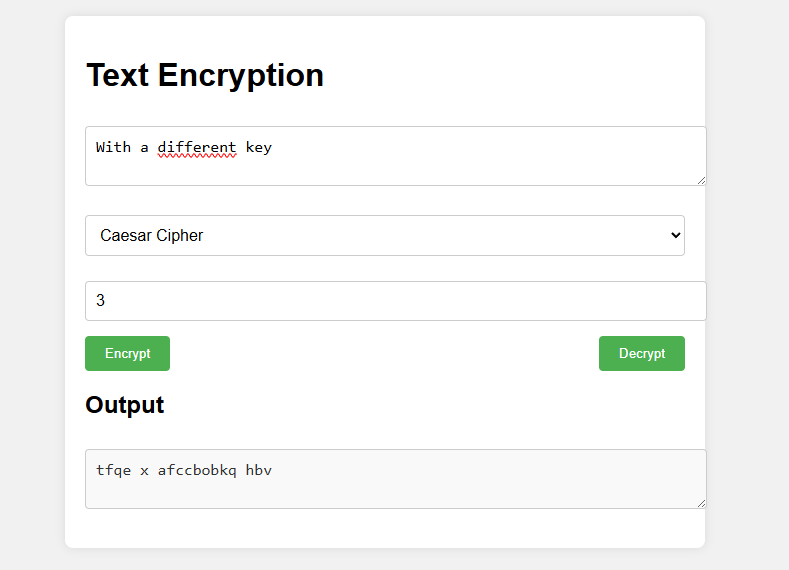 Text Encryption
With a different key
Caesar Cipher
3
Encrypt Decrypt
Output
tfqe x afccbobkq hbv